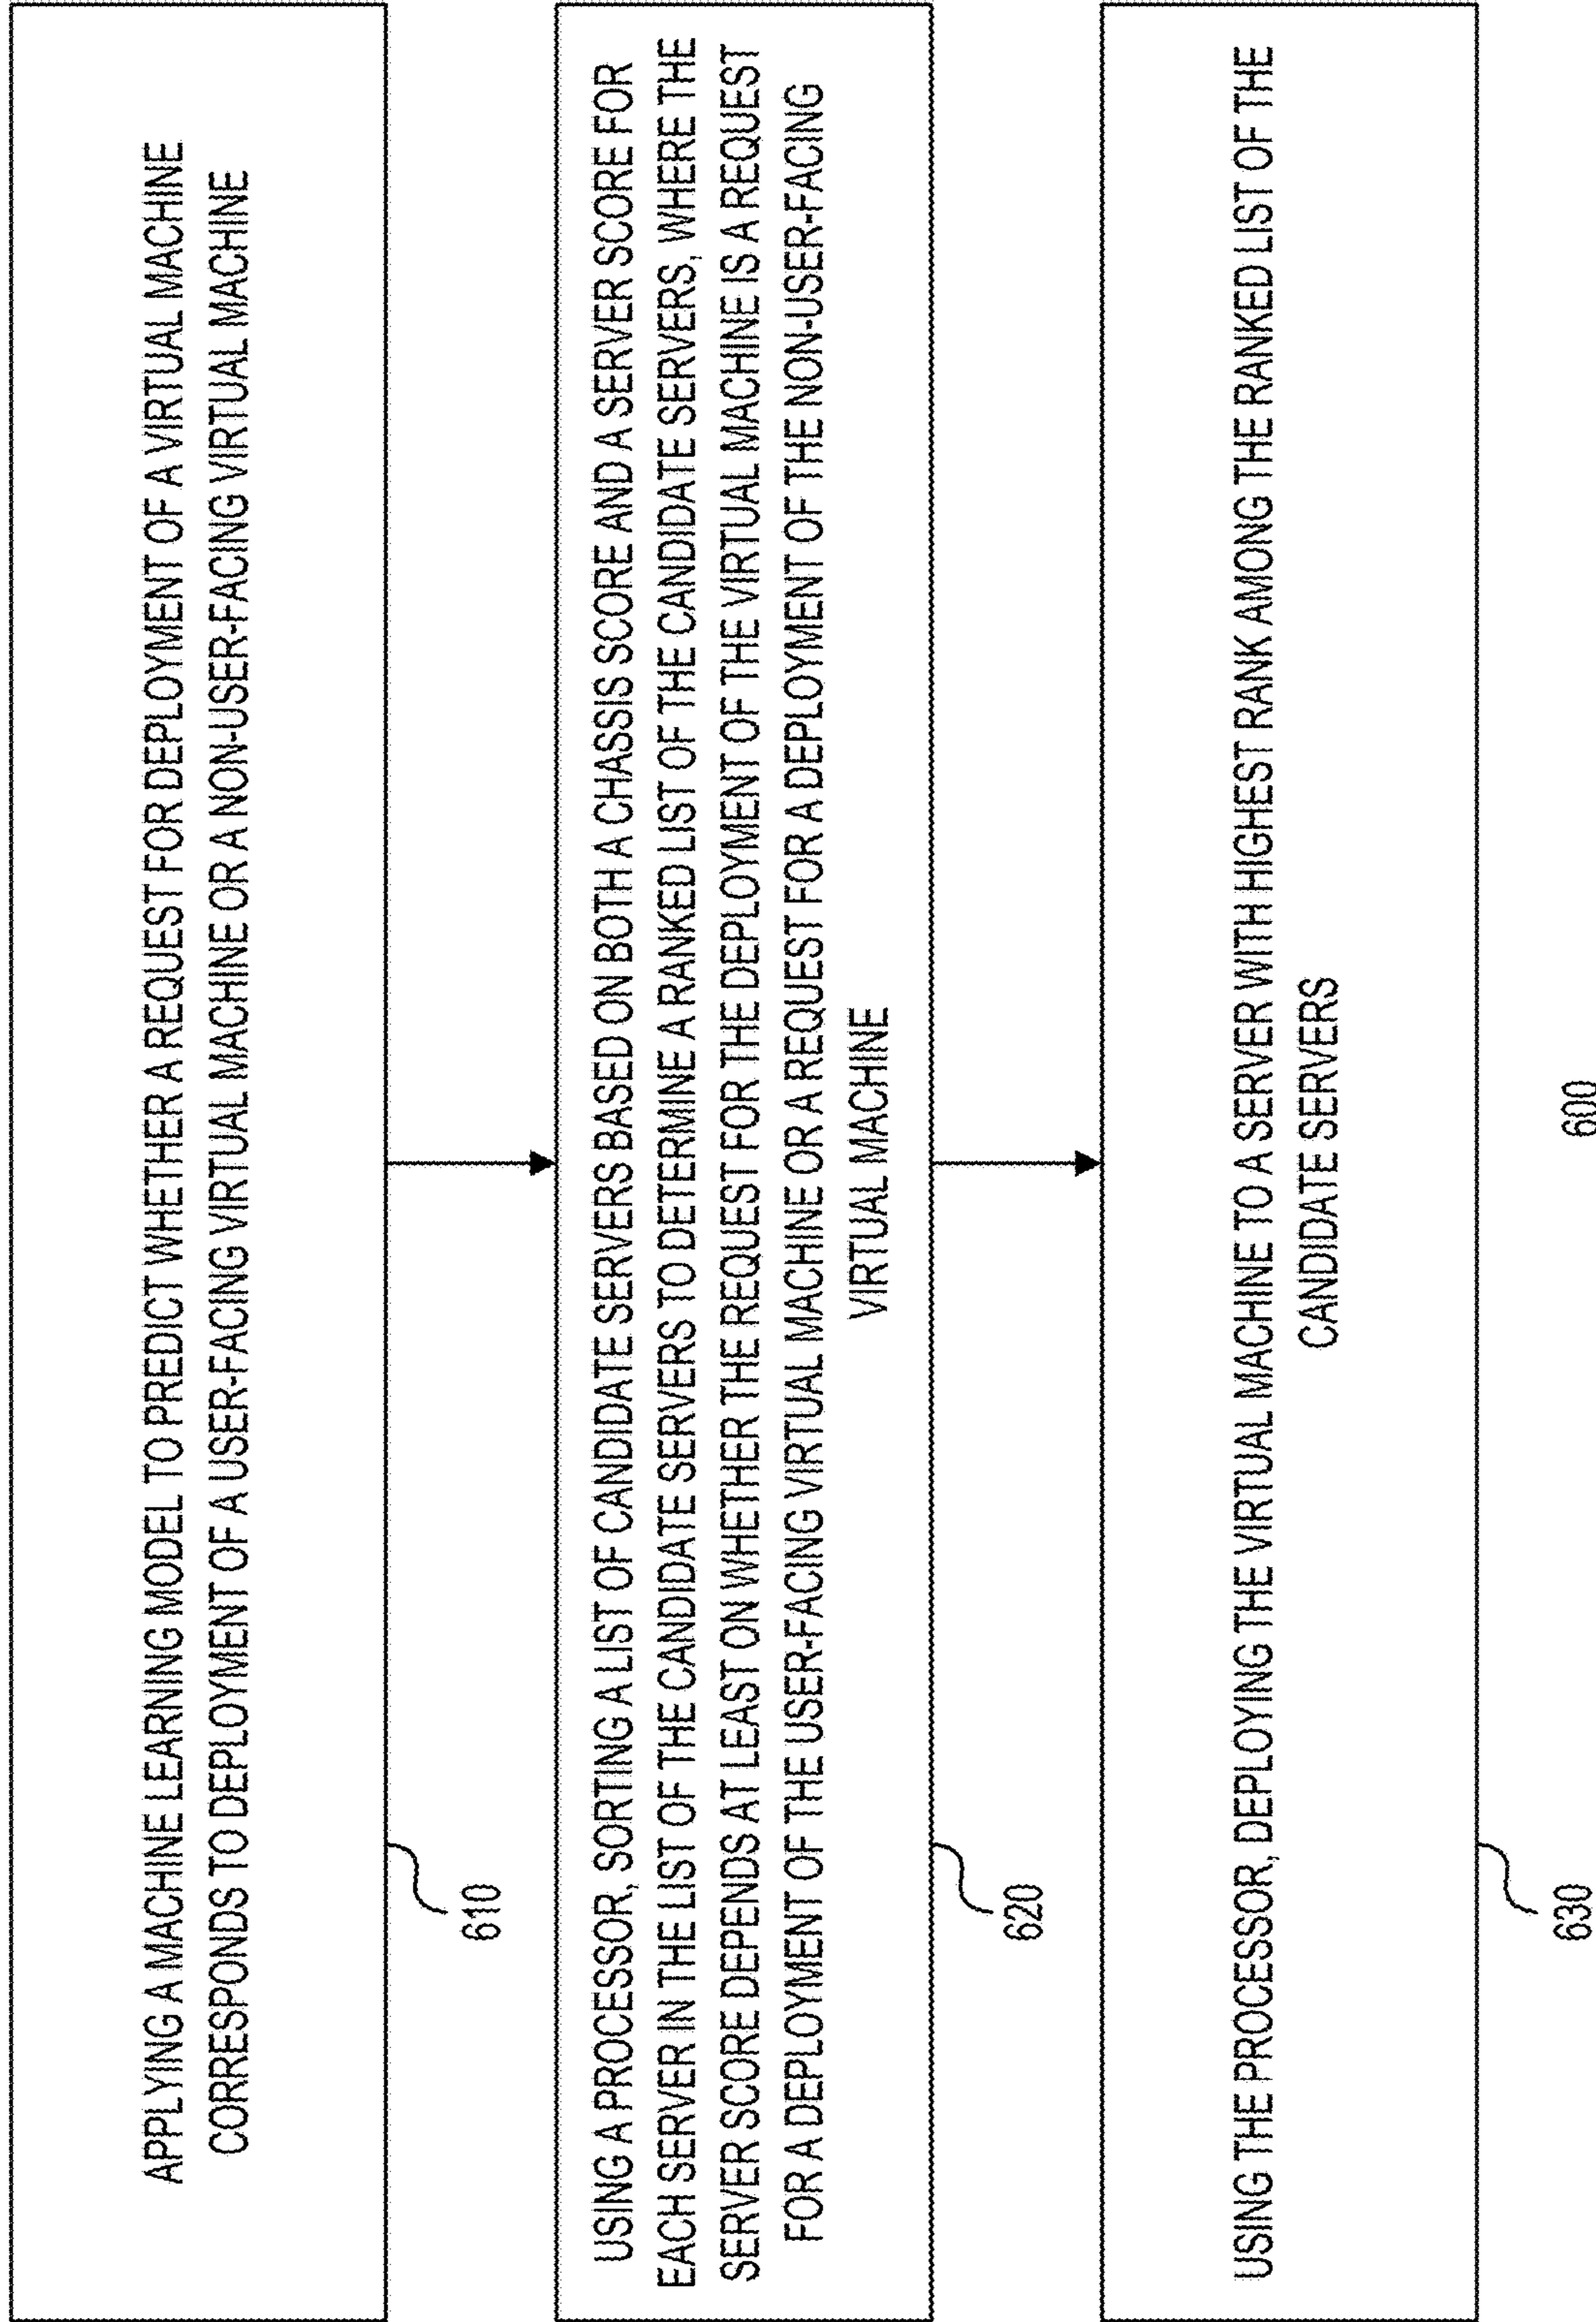 APPLYING A MACHINE LEARNING MODEL TO PREDICT WHETHER A REQUEST FOR DEPLOYMENT OF A VIRTUAL MACHINE
CORRESPONDS TO DEPLOYMENT OF A USER-FACING VIRTUAL MACHINE OR A NON-USER-FACING VIRTUAL MACHINE
610
USING A PROCESSOR, SORTING A LIST OF CANDIDATE SERVERS BASED ON BOTH A CHASSIS SCORE AND A SERVER SCORE FOR
EACH SERVER IN THE LIST OF THE CANDIDATE SERVERS TO DETERMINE A RANKED LIST OF THE CANDIDATE SERVERS, WHERE THE
SERVER SCORE DEPENDS AT LEAST ON WHETHER THE REQUEST FOR THE DEPLOYMENT OF THE VIRTUAL MACHINE IS A REQUEST
FOR A DEPLOYMENT OF THE USER-FACING VIRTUAL MACHINE OR A REQUEST FOR A DEPLOYMENT OF THE NON-USER-FACING
VIRTUAL MACHINE
620
USING THE PROCESSOR, DEPLOYING THE VIRTUAL MACHINE TO A SERVER WITH HIGHEST RANK AMONG THE RANKED LIST OF THE
CANDIDATE SERVERS
630
600